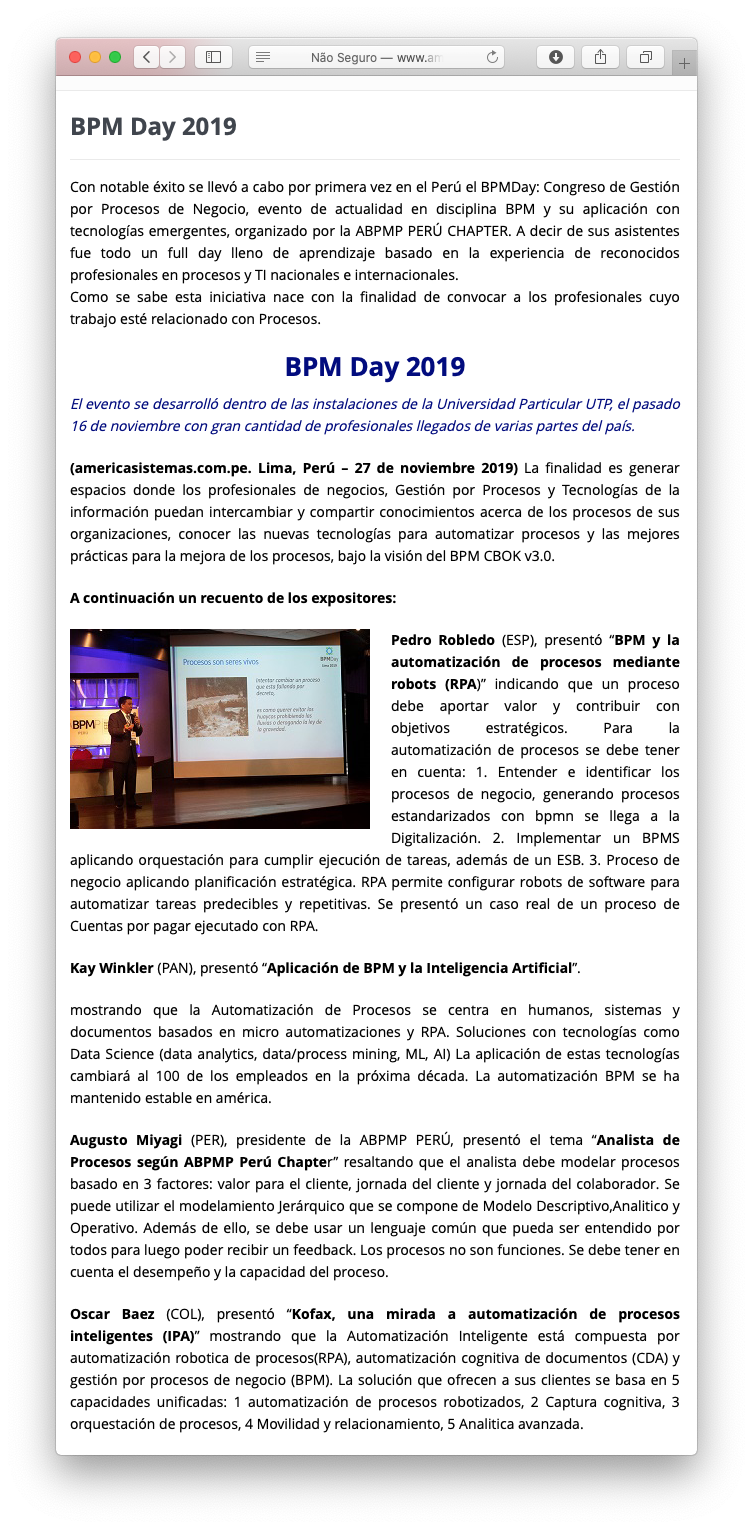 Não Seguro — www.am
BPM Day 2019
Con notable éxito se llevó a cabo por primera vez en el Perú el BPMDay: Congreso de Gestión
por Procesos de Negocio, evento de actualidad en disciplina BPM y su aplicación con
tecnologías emergentes, organizado por la ABPMP PERÚ CHAPTER. A decir de sus asistentes
fue todo un full day lleno de aprendizaje basado en la experiencia de reconocidos
profesionales en procesos y TI nacionales e internacionales.
Como se sabe esta iniciativa nace con la finalidad de convocar a los profesionales cuyo
trabajo esté relacionado con Procesos.
BPM Day 2019
El evento se desarrolló dentro de las instalaciones de la Universidad Particular UTP, el pasado
16 de noviembre con gran cantidad de profesionales llegados de varias partes del país.
(americasistemas.com.pe. Lima, Perú – 27 de noviembre 2019) La finalidad es generar
espacios donde los profesionales de negocios, Gestión por Procesos y Tecnologías de la
información puedan intercambiar y compartir conocimientos acerca de los procesos de sus
organizaciones, conocer las nuevas tecnologías para automatizar procesos y las mejores
prácticas para la mejora de los procesos, bajo la visión del BPM CBOK v3.0.
A continuación un recuento de los expositores:
Procesos son seres vivos
BPMDay
Lima 2019
Intentar cambiar un proceso
que esta fallando por
decreto,
es como querer evitar los
huaycos prohibiendo las
lluvias o derogando la ley de
la gravedad.
BPMP
PERÚ
Pedro Robledo (ESP), presentó “BPM y la
automatización de procesos mediante
robots (RPA)” indicando que un proceso
debe aportar valor y contribuir con
objetivos estratégicos. Para la
automatización de procesos se debe tener
en cuenta: 1. Entender e identificar los
procesos de negocio, generando procesos
estandarizados con bpmn se llega a la
Digitalización. 2. Implementar un BPMS
aplicando orquestación para cumplir ejecución de tareas, además de un ESB. 3. Proceso de
negocio aplicando planificación estratégica. RPA permite configurar robots de software para
automatizar tareas predecibles y repetitivas. Se presentó un caso real de un proceso de
Cuentas por pagar ejecutado con RPA.
Kay Winkler (PAN), presentó “Aplicación de BPM y la Inteligencia Artificial”.
mostrando que la Automatización de Procesos se centra en humanos, sistemas y
documentos basados en micro automatizaciones y RPA. Soluciones con tecnologías como
Data Science (data analytics, data/process mining, ML, AI) La aplicación de estas tecnologías
cambiará al 100 de los empleados en la próxima década. La automatización BPM se ha
mantenido estable en américa.
Augusto Miyagi (PER), presidente de la ABPMP PERÚ, presentó el tema “Analista de
Procesos según ABPMP Perú Chapter” resaltando que el analista debe modelar procesos
basado en 3 factores: valor para el cliente, jornada del cliente y jornada del colaborador. Se
puede utilizar el modelamiento Jerárquico que se compone de Modelo Descriptivo,Analitico y
Operativo. Además de ello, se debe usar un lenguaje común que pueda ser entendido por
todos para luego poder recibir un feedback. Los procesos no son funciones. Se debe tener en
cuenta el desempeño y la capacidad del proceso.
Oscar Baez (COL), presentó “Kofax, una mirada a automatización de procesos
inteligentes (IPA)” mostrando que la Automatización Inteligente está compuesta por
automatización robotica de procesos(RPA), automatización cognitiva de documentos (CDA) y
gestión por procesos de negocio (BPM). La solución que ofrecen a sus clientes se basa en 5
capacidades unificadas: 1 automatización de procesos robotizados, 2 Captura cognitiva, 3
orquestación de procesos, 4 Movilidad y relacionamiento, 5 Analitica avanzada.